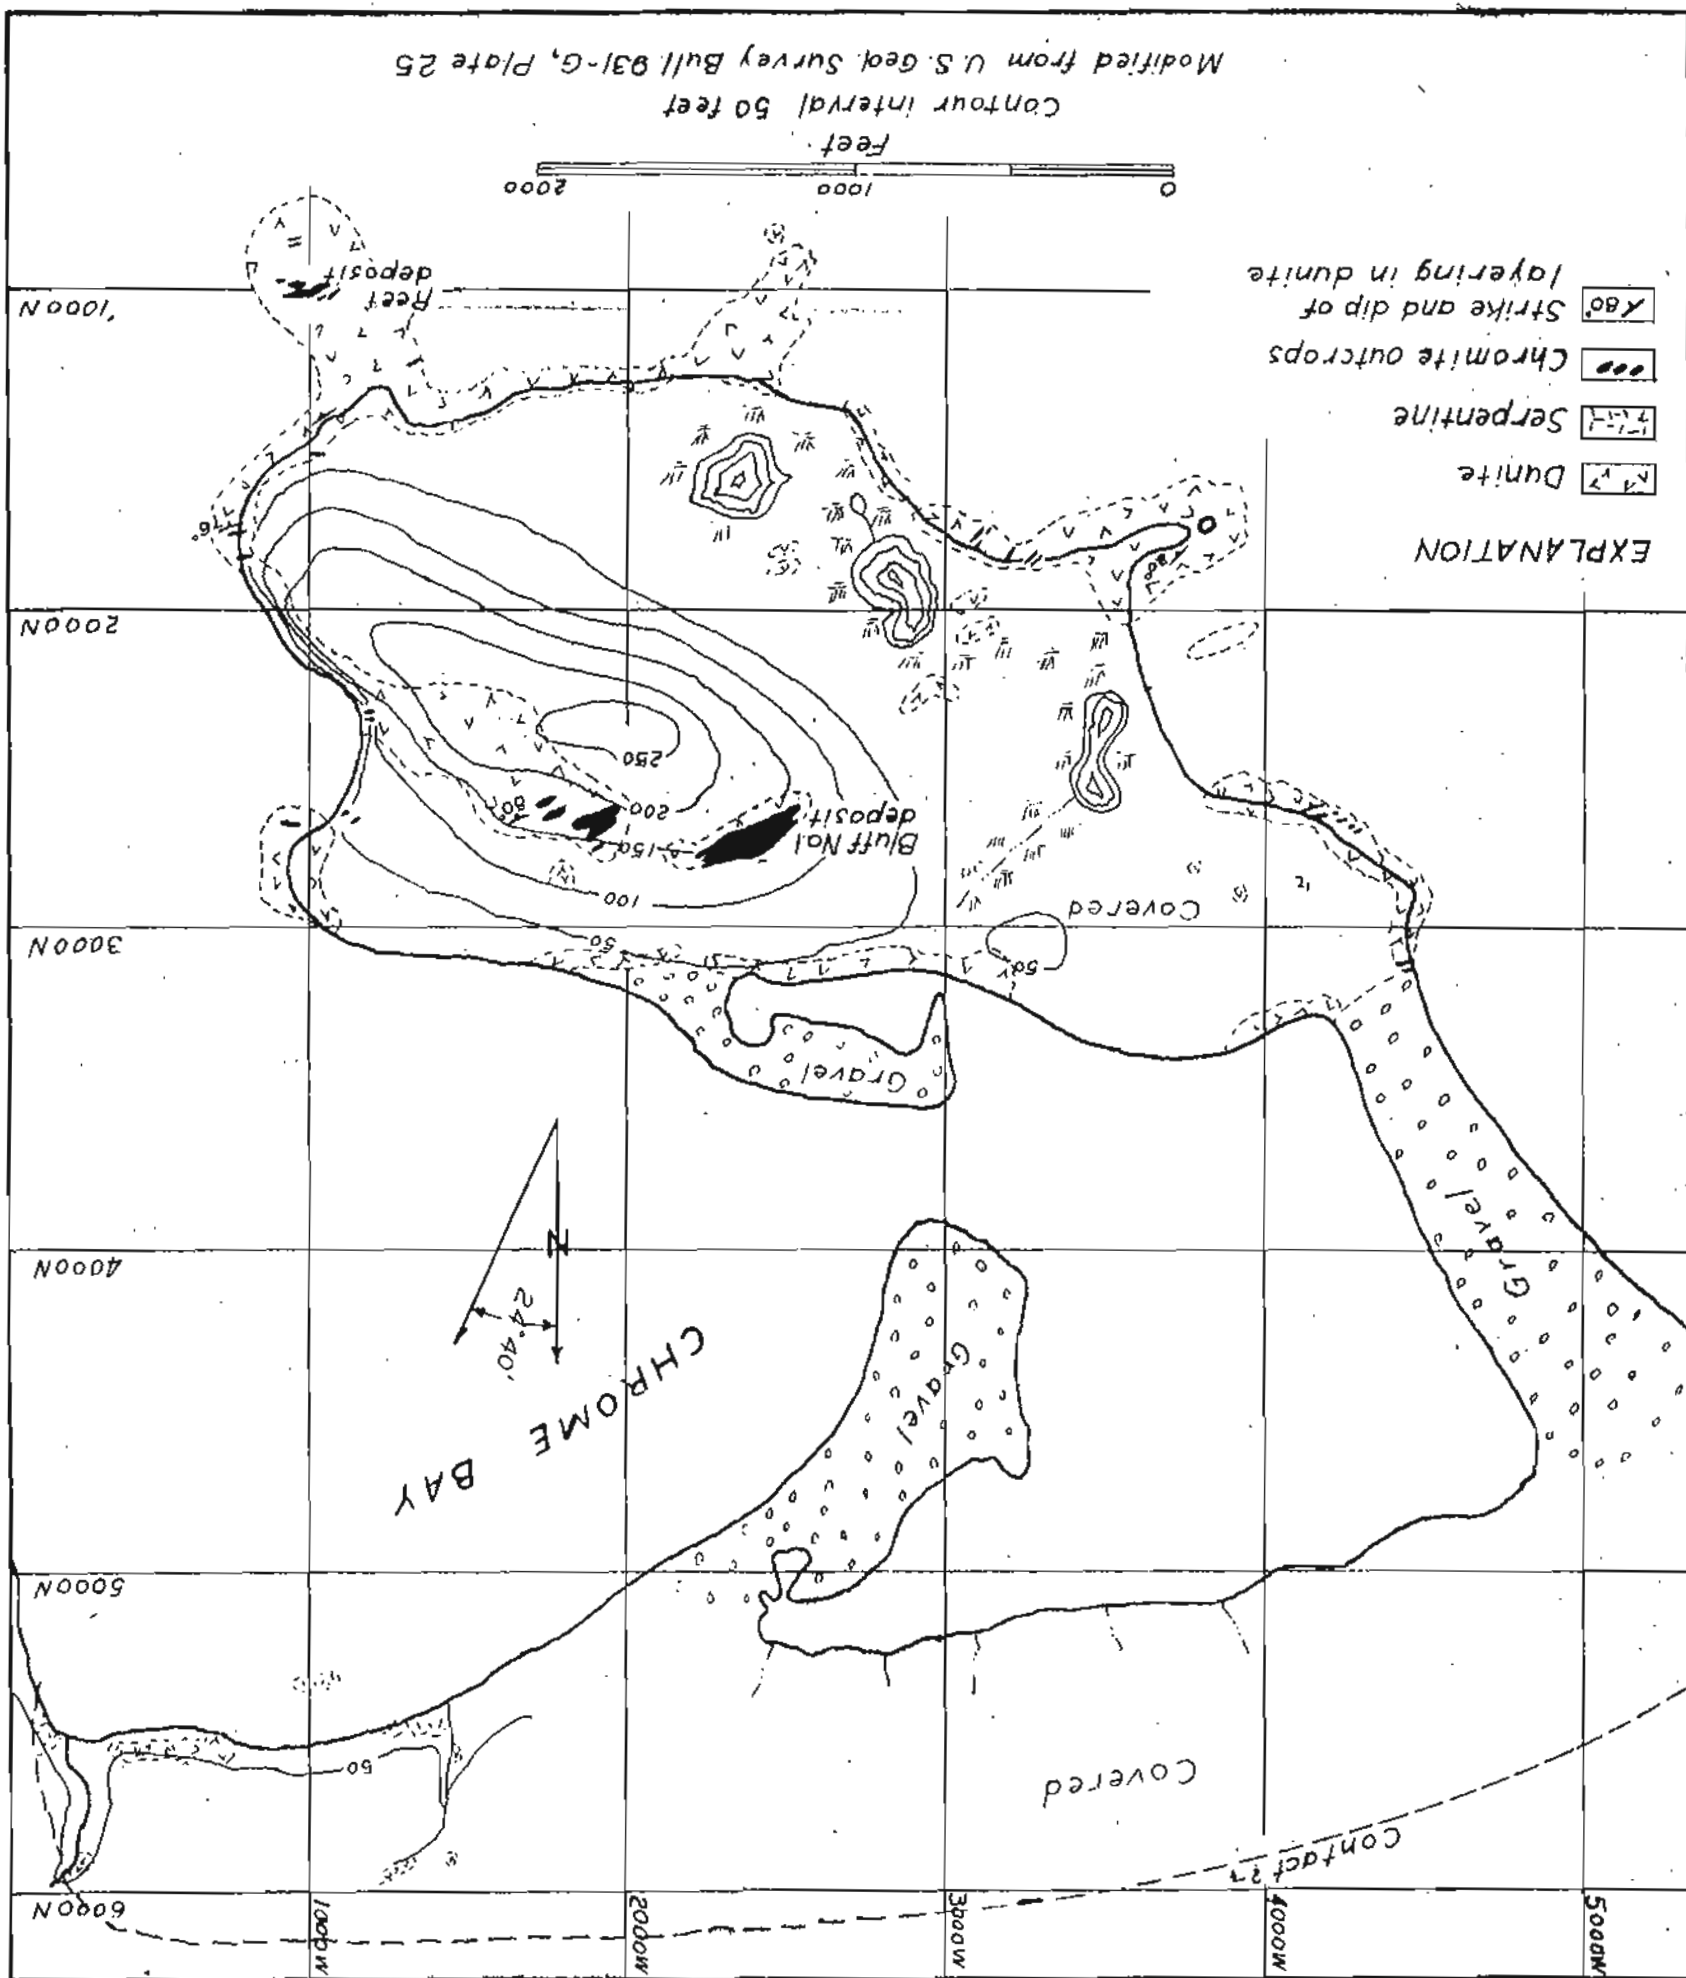 5000W
4000W
3000W
2000W
1000W
6000N
Contact ??
Covered
50
5000N
CHROME BAY
Gravel
24°40'
N
4000N
Gravel
Gravel
50
50
3000N
Covered
100
Bluff No.1
deposit
150
80°
200
250
2000N
88°
76°
1000N
Reef
deposit
EXPLANATION
Dunite
Serpentine
Chromite outcrops
80°
Strike and dip of
layering in dunite
0 1000 2000
Feet
Contour interval 50 feet
Modified from U.S. Geol. Survey Bull. 931-G, Plate 25